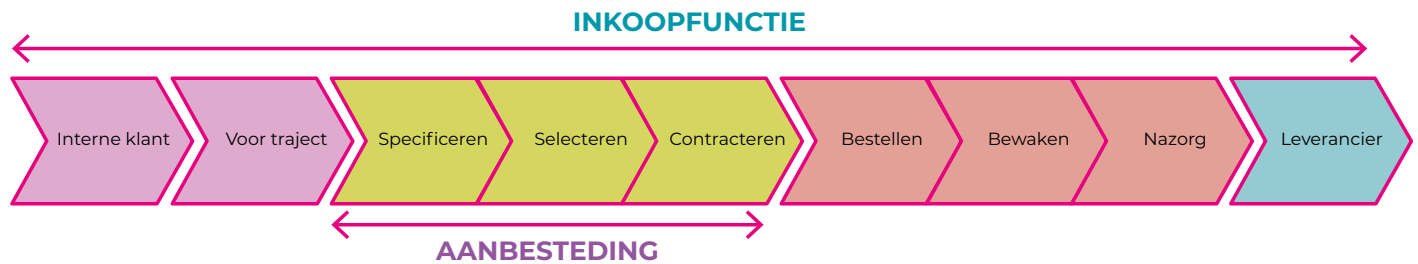 INKOOPFUNCTIE
Interne klant
Voor traject
Specificeren
Selecteren
Contracteren
Bestellen
Bewaken
Nazorg
Leverancier
AANBESTEDING